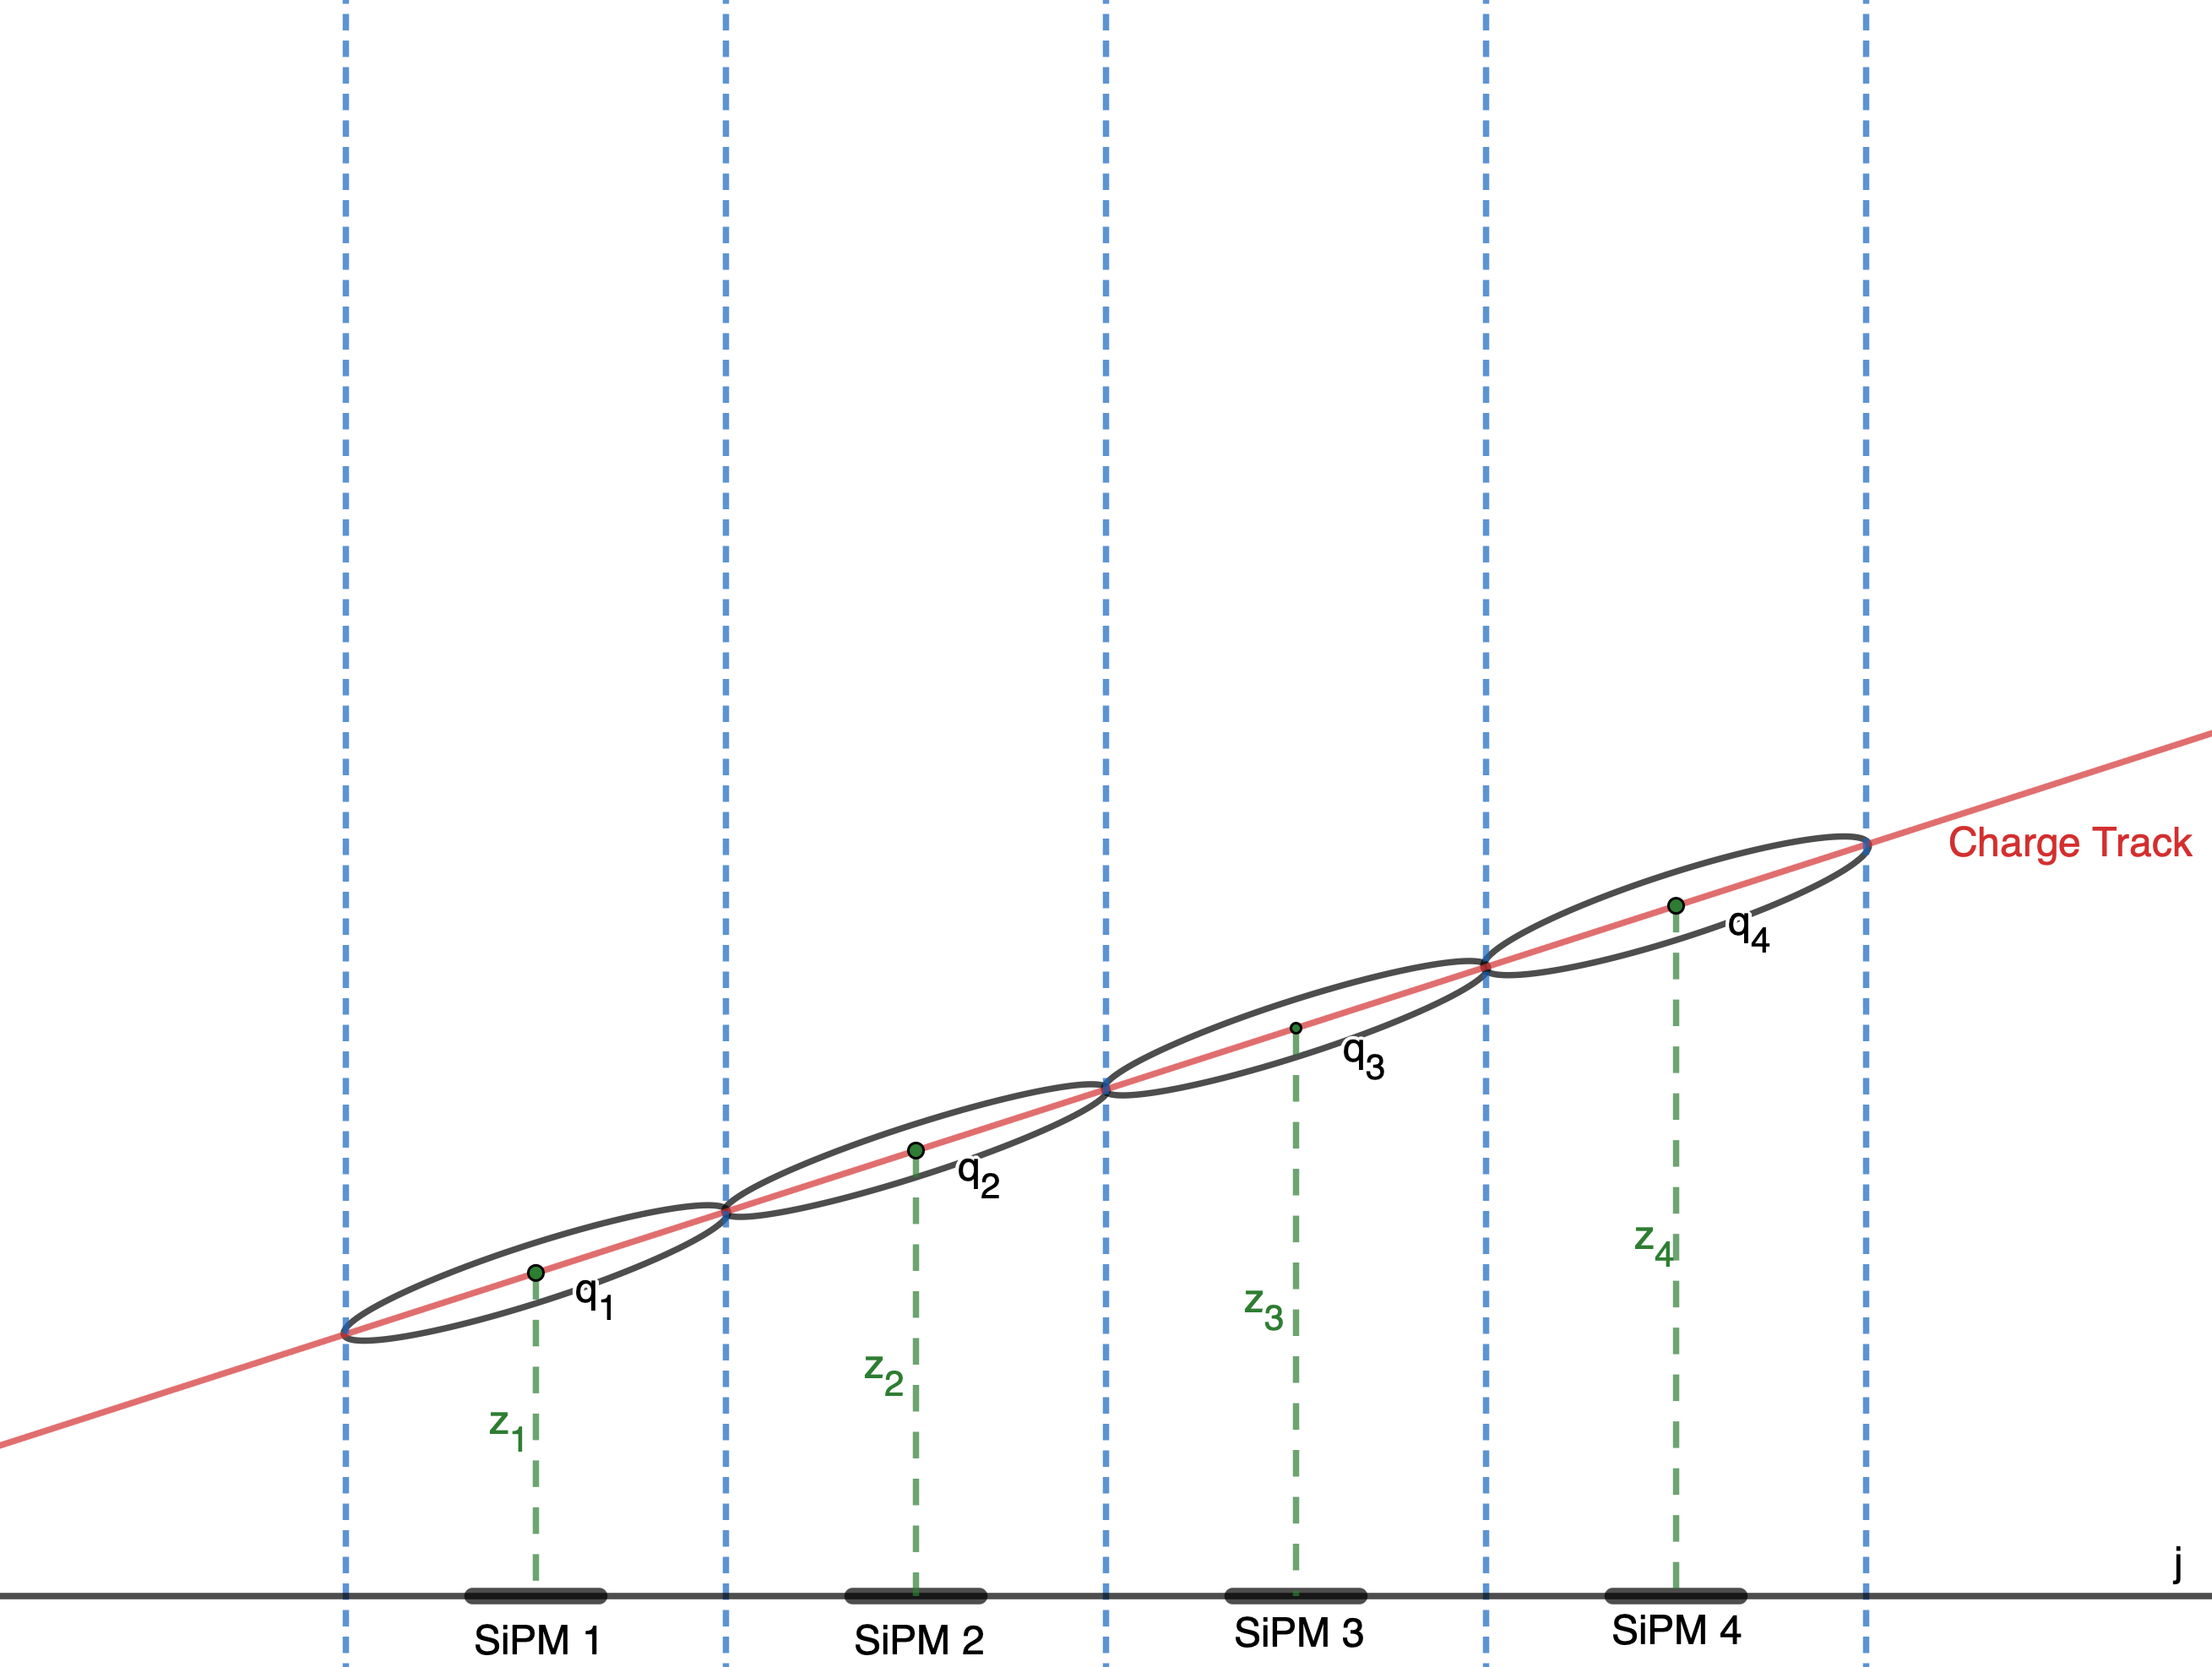 Charge Track
q4
q3
q2
z4
q1
z3
z2
z1
j
SiPM 1 SiPM 2 SiPM 3 SiPM 4